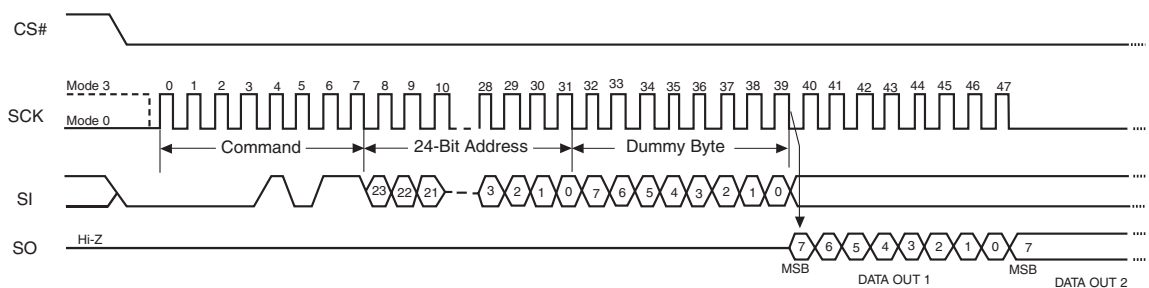 CS#
Mode 3
0 1 2 3 4 5 6 7 8 9 10 28 29 30 31 32 33 34 35 36 37 38 39 40 41 42 43 44 45 46 47
SCK
Mode 0
Command 24-Bit Address Dummy Byte
SI
23 22 21 3 2 1 0 7 6 5 4 3 2 1 0
Hi-Z
SO
7 6 5 4 3 2 1 0 7
MSB DATA OUT 1 MSB DATA OUT 2